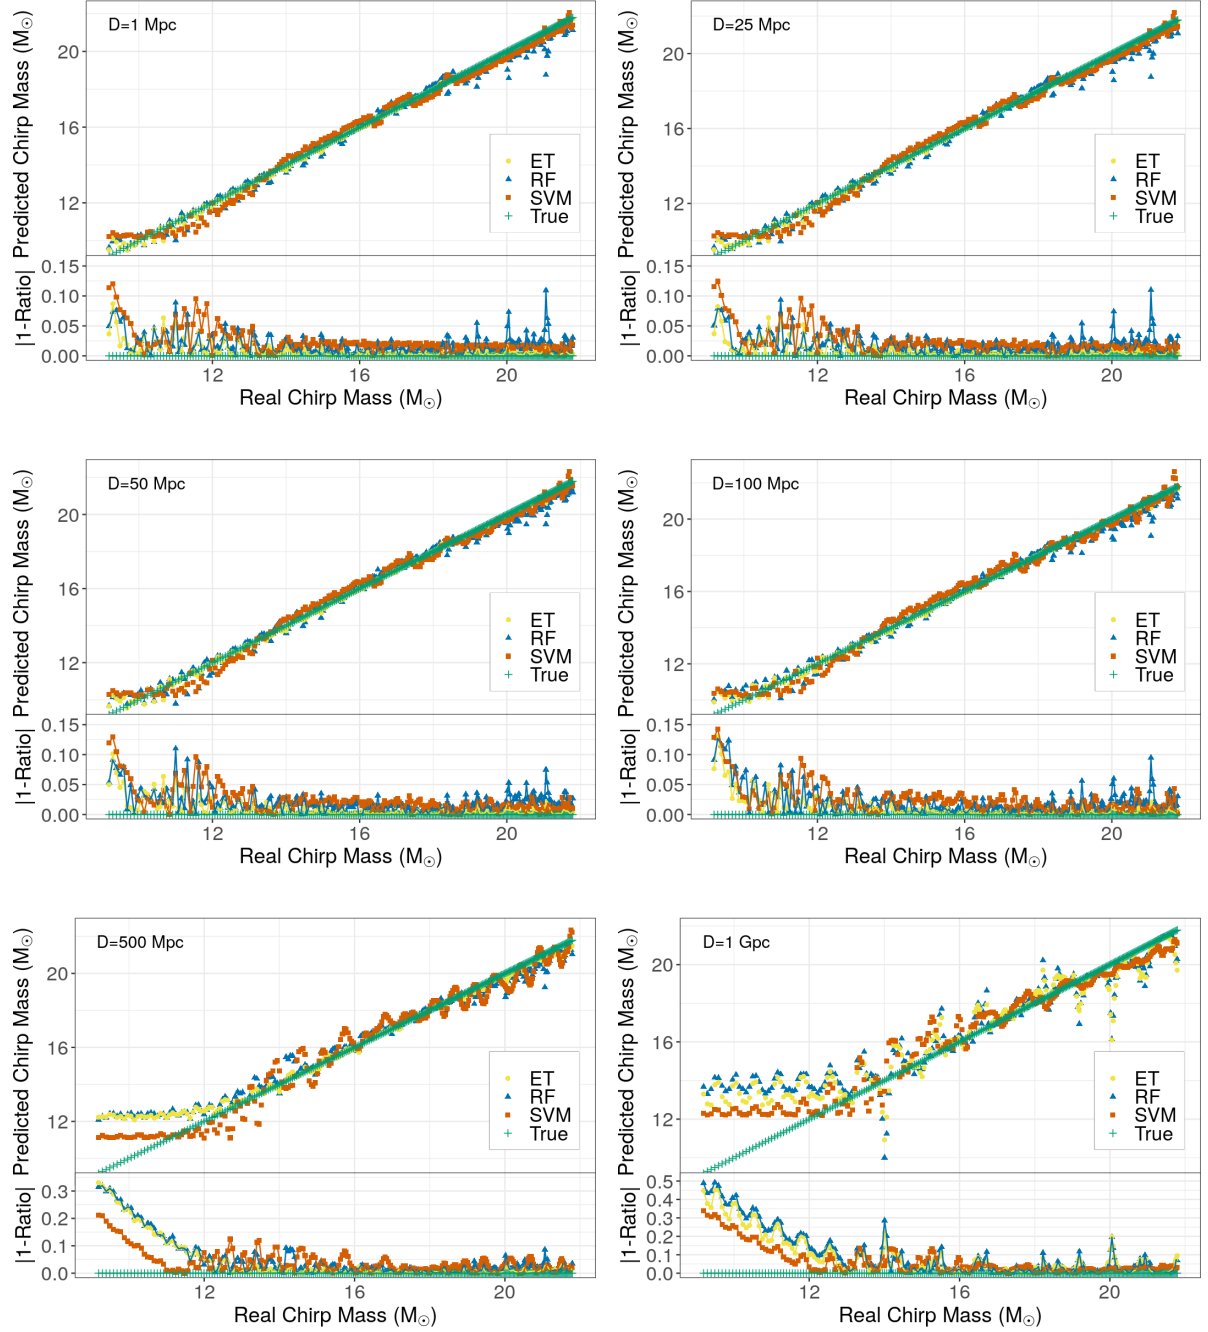 D=1 Mpc
Predicted Chirp Mass (M☉)
20
16
12
ET
RF
SVM
True
|1-Ratio|
0.15
0.10
0.05
0.00
12 16 20
Real Chirp Mass (M☉)
D=25 Mpc
Predicted Chirp Mass (M☉)
20
16
12
ET
RF
SVM
True
|1-Ratio|
0.15
0.10
0.05
0.00
12 16 20
Real Chirp Mass (M☉)
D=50 Mpc
Predicted Chirp Mass (M☉)
20
16
12
ET
RF
SVM
True
|1-Ratio|
0.15
0.10
0.05
0.00
12 16 20
Real Chirp Mass (M☉)
D=100 Mpc
Predicted Chirp Mass (M☉)
20
16
12
ET
RF
SVM
True
|1-Ratio|
0.15
0.10
0.05
0.00
12 16 20
Real Chirp Mass (M☉)
D=500 Mpc
Predicted Chirp Mass (M☉)
20
16
12
ET
RF
SVM
True
|1-Ratio|
0.3
0.2
0.1
0.0
12 16 20
Real Chirp Mass (M☉)
D=1 Gpc
Predicted Chirp Mass (M☉)
20
16
12
ET
RF
SVM
True
|1-Ratio|
0.5
0.4
0.3
0.2
0.1
0.0
12 16 20
Real Chirp Mass (M☉)